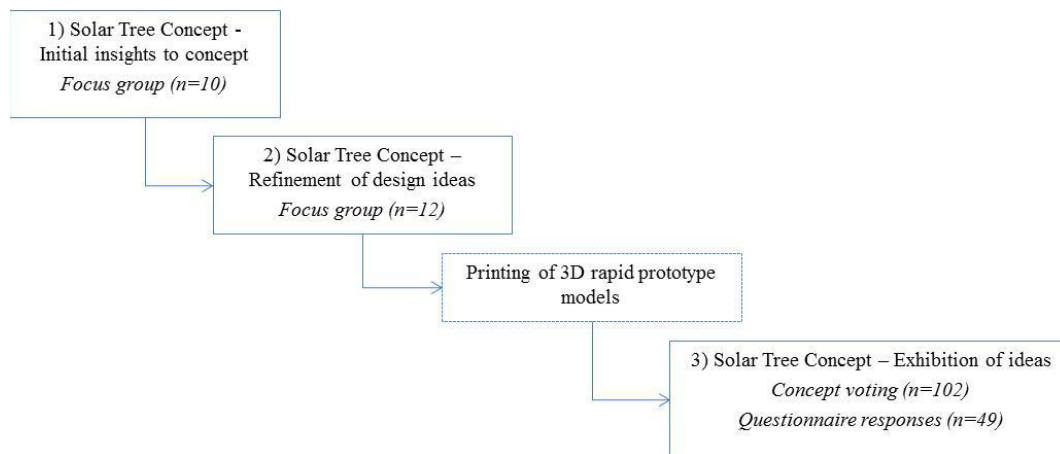 1) Solar Tree Concept -
Initial insights to concept
Focus group (n=10)
2) Solar Tree Concept –
Refinement of design ideas
Focus group (n=12)
Printing of 3D rapid prototype
models
3) Solar Tree Concept – Exhibition of ideas
Concept voting (n=102)
Questionnaire responses (n=49)